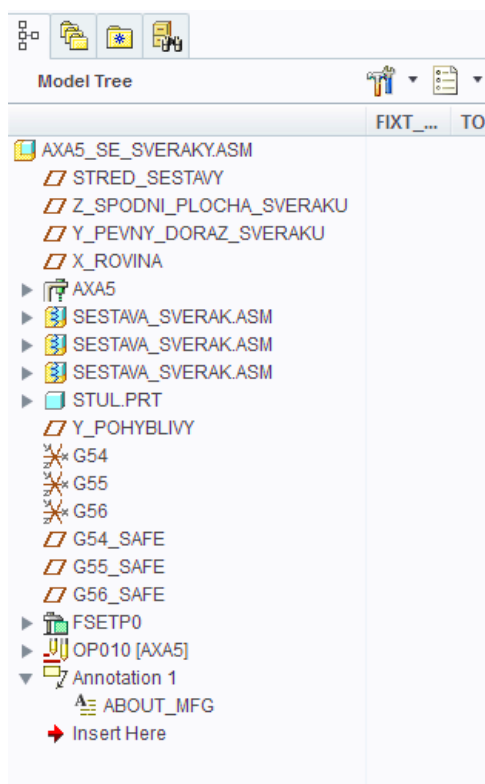 Model Tree
FIXT_... TO
AXA5_SE_SVERAKY.ASM
STRED_SESTAVY
Z_SPODNI_PLOCHA_SVERAKU
Y_PEVNY_DORAZ_SVERAKU
X_ROVINA
AXA5
SESTAVA_SVERAK.ASM
SESTAVA_SVERAK.ASM
SESTAVA_SVERAK.ASM
STUL.PRT
Y_POHYBLIVY
G54
G55
G56
G54_SAFE
G55_SAFE
G56_SAFE
FSETP0
OP010 [AXA5]
Annotation 1
ABOUT_MFG
Insert Here